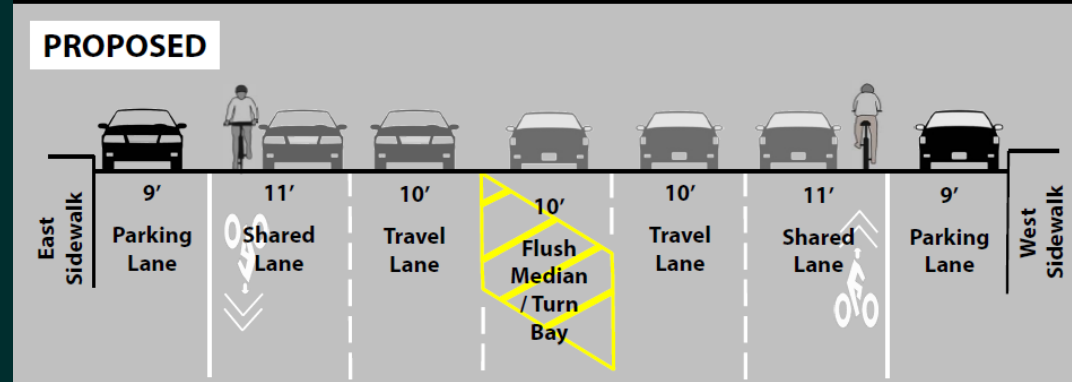 PROPOSED
East
Sidewalk
9’
Parking
Lane
11’
Shared
Lane
10’
Travel
Lane
10’
Flush
Median
/ Turn
Bay
10’
Travel
Lane
11’
Shared
Lane
9’
Parking
Lane
West
Sidewalk